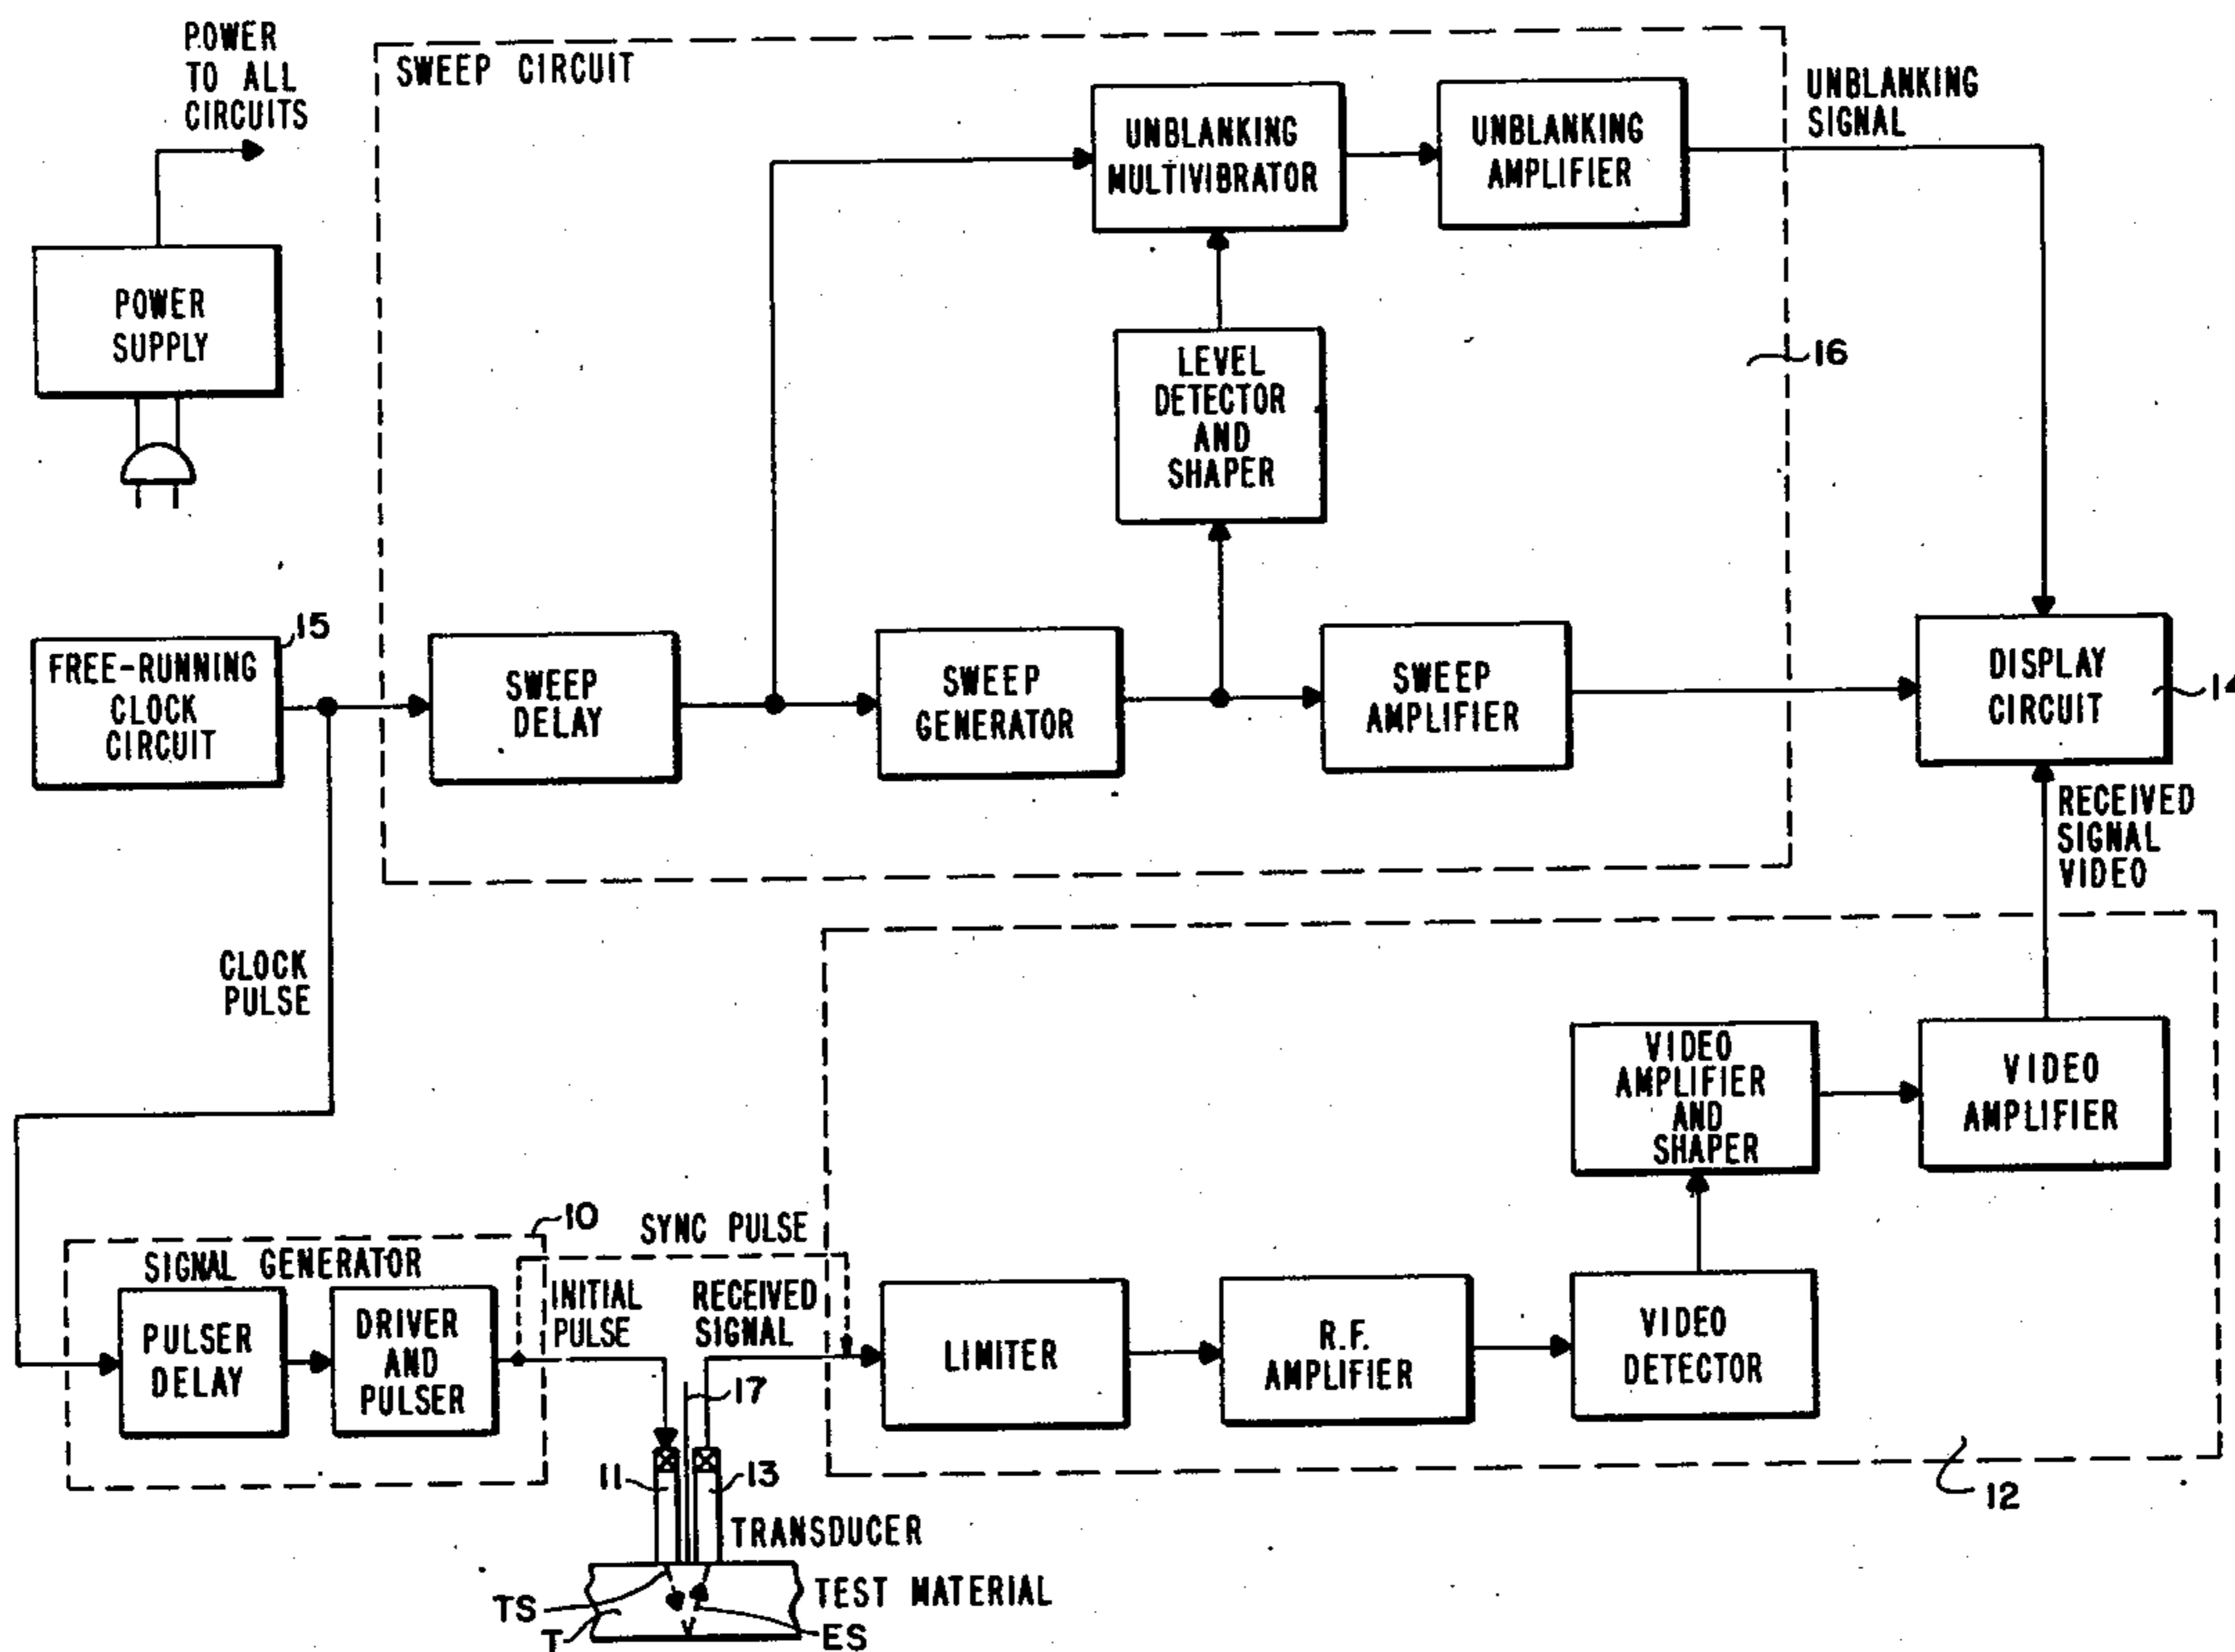 POWER
TO ALL
CIRCUITS
SWEEP CIRCUIT
UNBLANKING
MULTIVIBRATOR
UNBLANKING
AMPLIFIER
UNBLANKING
SIGNAL
POWER
SUPPLY
LEVEL
DETECTOR
AND
SHAPER
16
15
FREE-RUNNING
CLOCK
CIRCUIT
SWEEP
DELAY
SWEEP
GENERATOR
SWEEP
AMPLIFIER
DISPLAY
CIRCUIT
14
RECEIVED
SIGNAL
VIDEO
CLOCK
PULSE
VIDEO
AMPLIFIER
AND
SHAPER
VIDEO
AMPLIFIER
10
SYNC PULSE
SIGNAL GENERATOR
PULSER
DELAY
DRIVER
AND
PULSER
INITIAL
PULSE
RECEIVED
SIGNAL
LIMITER
R.F.
AMPLIFIER
VIDEO
DETECTOR
17
11
13
12
TRANSDUCER
TEST MATERIAL
TS
T
ES